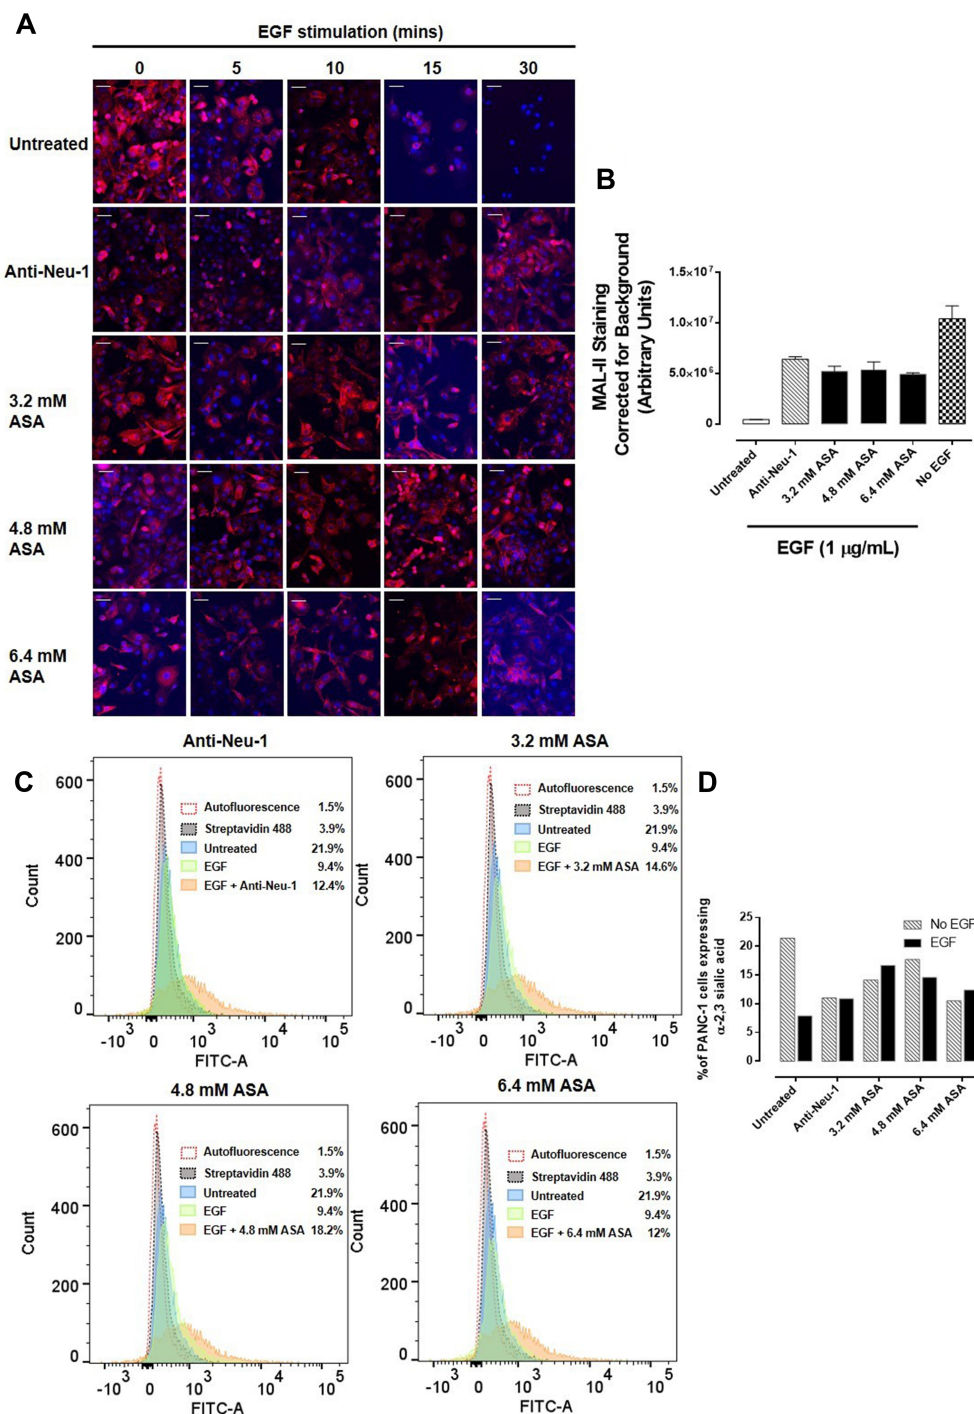 A
EGF stimulation (mins)
0 5 10 15 30
Untreated
Anti-Neu-1
3.2 mM
ASA
4.8 mM
ASA
6.4 mM
ASA
B
MAL-II Staining
Corrected for Background
(Arbitrary Units)
1.5×10⁷
1.0×10⁷
5.0×10⁶
0
Untreated
Anti-Neu-1
3.2 mM ASA
4.8 mM ASA
6.4 mM ASA
No EGF
EGF (1 µg/mL)
C
Anti-Neu-1
Count
600
400
200
0
Autofluorescence 1.5%
Streptavidin 488 3.9%
Untreated 21.9%
EGF 9.4%
EGF + Anti-Neu-1 12.4%
-10³ 0 10³ 10⁴ 10⁵
FITC-A
3.2 mM ASA
Count
600
400
200
0
Autofluorescence 1.5%
Streptavidin 488 3.9%
Untreated 21.9%
EGF 9.4%
EGF + 3.2 mM ASA 14.6%
-10³ 0 10³ 10⁴ 10⁵
FITC-A
4.8 mM ASA
Count
600
400
200
0
Autofluorescence 1.5%
Streptavidin 488 3.9%
Untreated 21.9%
EGF 9.4%
EGF + 4.8 mM ASA 18.2%
-10³ 0 10³ 10⁴ 10⁵
FITC-A
6.4 mM ASA
Count
600
400
200
0
Autofluorescence 1.5%
Streptavidin 488 3.9%
Untreated 21.9%
EGF 9.4%
EGF + 6.4 mM ASA 12%
-10³ 0 10³ 10⁴ 10⁵
FITC-A
D
%of PANC-1 cells expressing
α-2,3 sialic acid
25
20
15
10
5
0
No EGF
EGF
Untreated
Anti-Neu-1
3.2 mM ASA
4.8 mM ASA
6.4 mM ASA